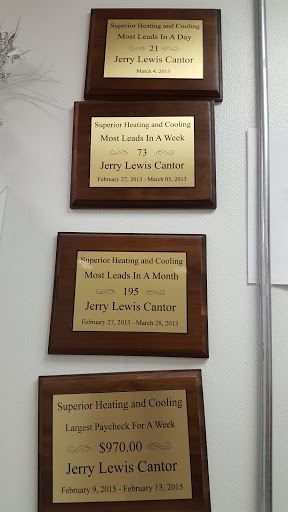 Superior Heating and Cooling
Most Leads In A Day
21
Jerry Lewis Cantor
March 4, 2013
Superior Heating and Cooling
Most Leads In A Week
73
Jerry Lewis Cantor
February 27, 2013 - March 05, 2013
Superior Heating and Cooling
Most Leads In A Month
195
Jerry Lewis Cantor
February 27, 2013 - March 28, 2013
Superior Heating and Cooling
Largest Paycheck For A Week
$970.00
Jerry Lewis Cantor
February 9, 2015 - February 13, 2015